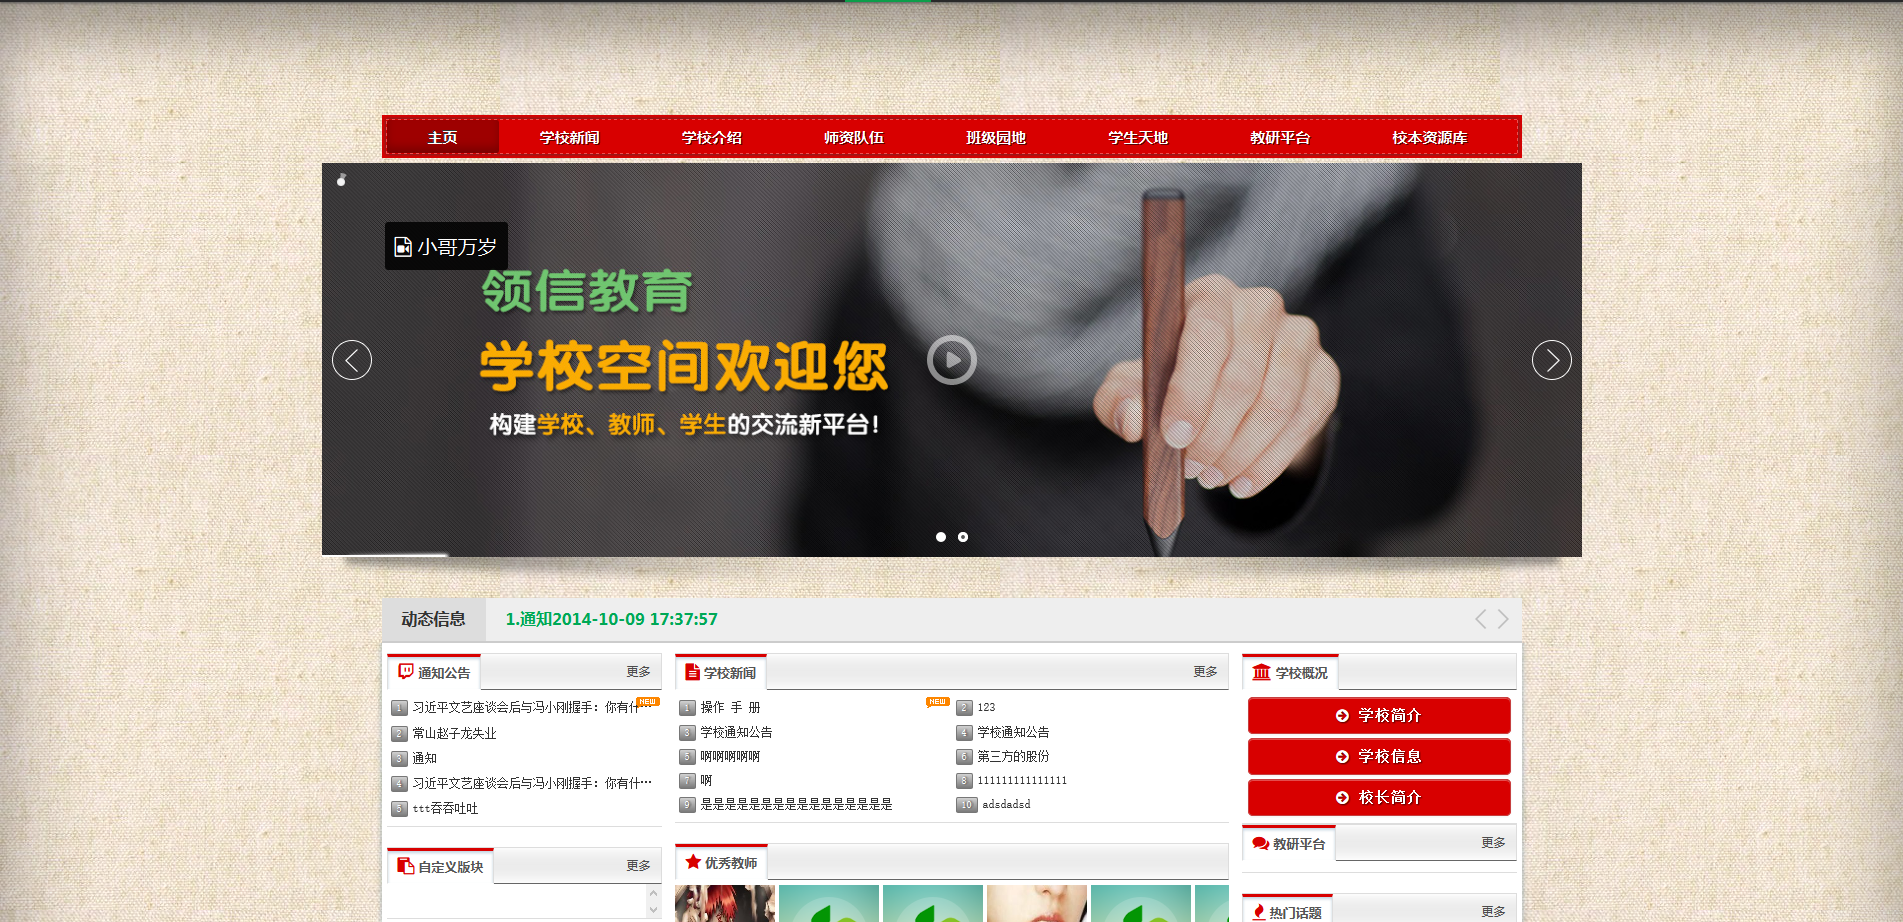 主页 学校新闻 学校介绍 师资队伍 班级园地 学生天地 教研平台 校本资源库
小哥万岁
领信教育
学校空间欢迎您
构建学校、教师、学生的交流新平台!
动态信息 1.通知2014-10-09 17:37:57
通知公告 更多
1 习近平文艺座谈会后与冯小刚握手：你有什… NEW
2 常山赵子龙失业
3 通知
4 习近平文艺座谈会后与冯小刚握手：你有什…
5 ttt吞吞吐吐
自定义版块 更多
学校新闻 更多
1 操作 手 册 NEW
2 123
3 学校通知公告
4 学校通知公告
5 啊啊啊啊啊
6 第三方的股份
7 啊
8 111111111111111
9 是是是是是是是是是是是是是是是是
10 adsdadsd
优秀教师
学校概况
学校简介
学校信息
校长简介
教研平台 更多
热门话题 更多